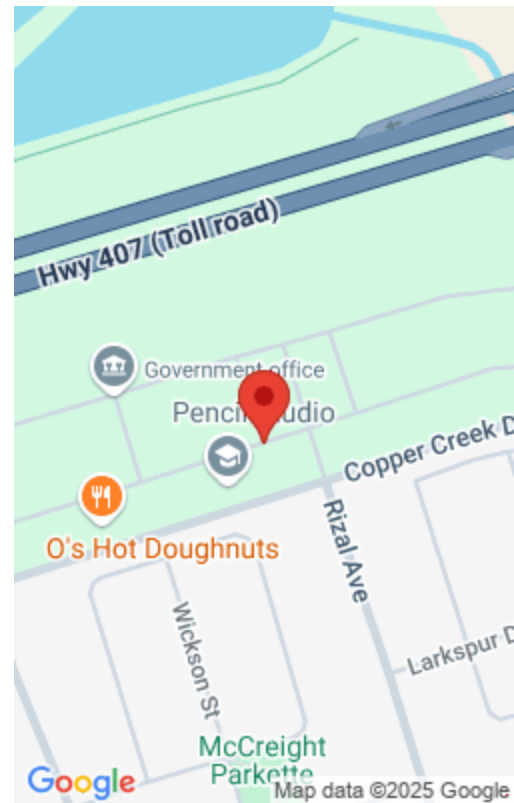 Hwy 407 (Toll road)
Government office
Copper Creek D
O's Hot Doughnuts
Rizal Ave
Wickson St
Larkspur D
McCreight
Parkette
Google
Map data ©2025 Google